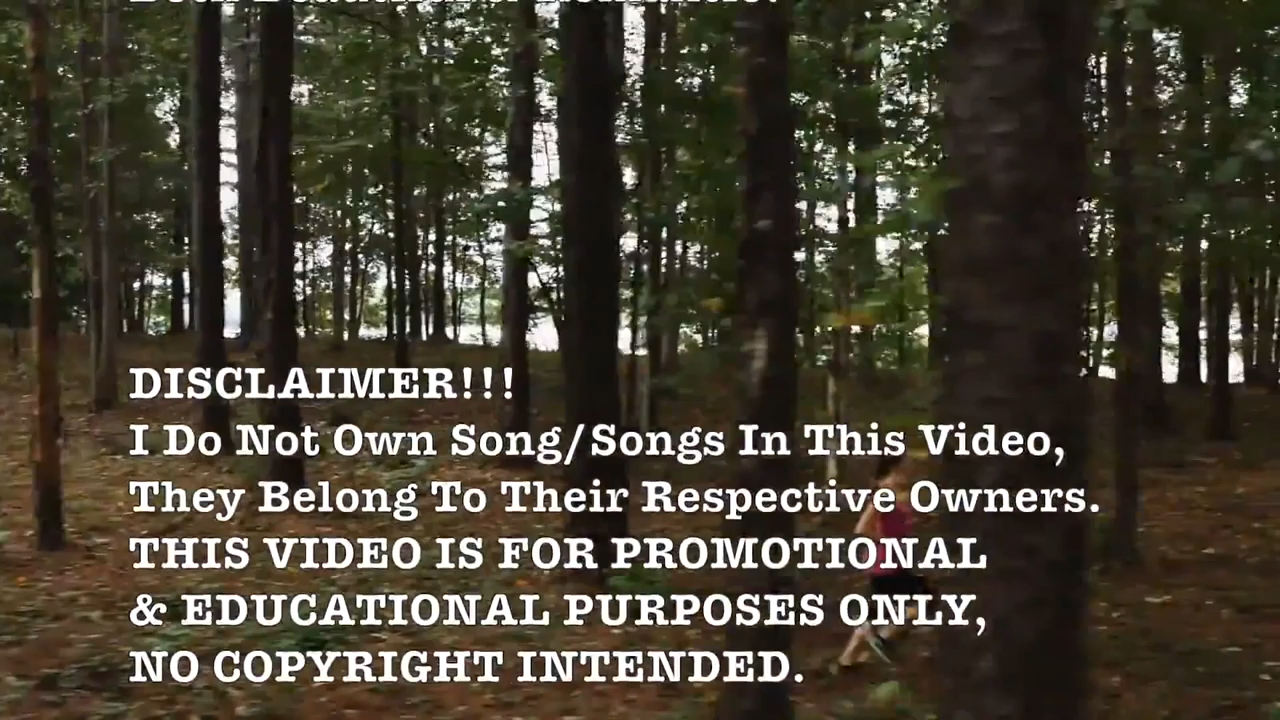 DISCLAIMER!!!
I Do Not Own Song/Songs In This Video,
They Belong To Their Respective Owners.
THIS VIDEO IS FOR PROMOTIONAL
& EDUCATIONAL PURPOSES ONLY,
NO COPYRIGHT INTENDED.